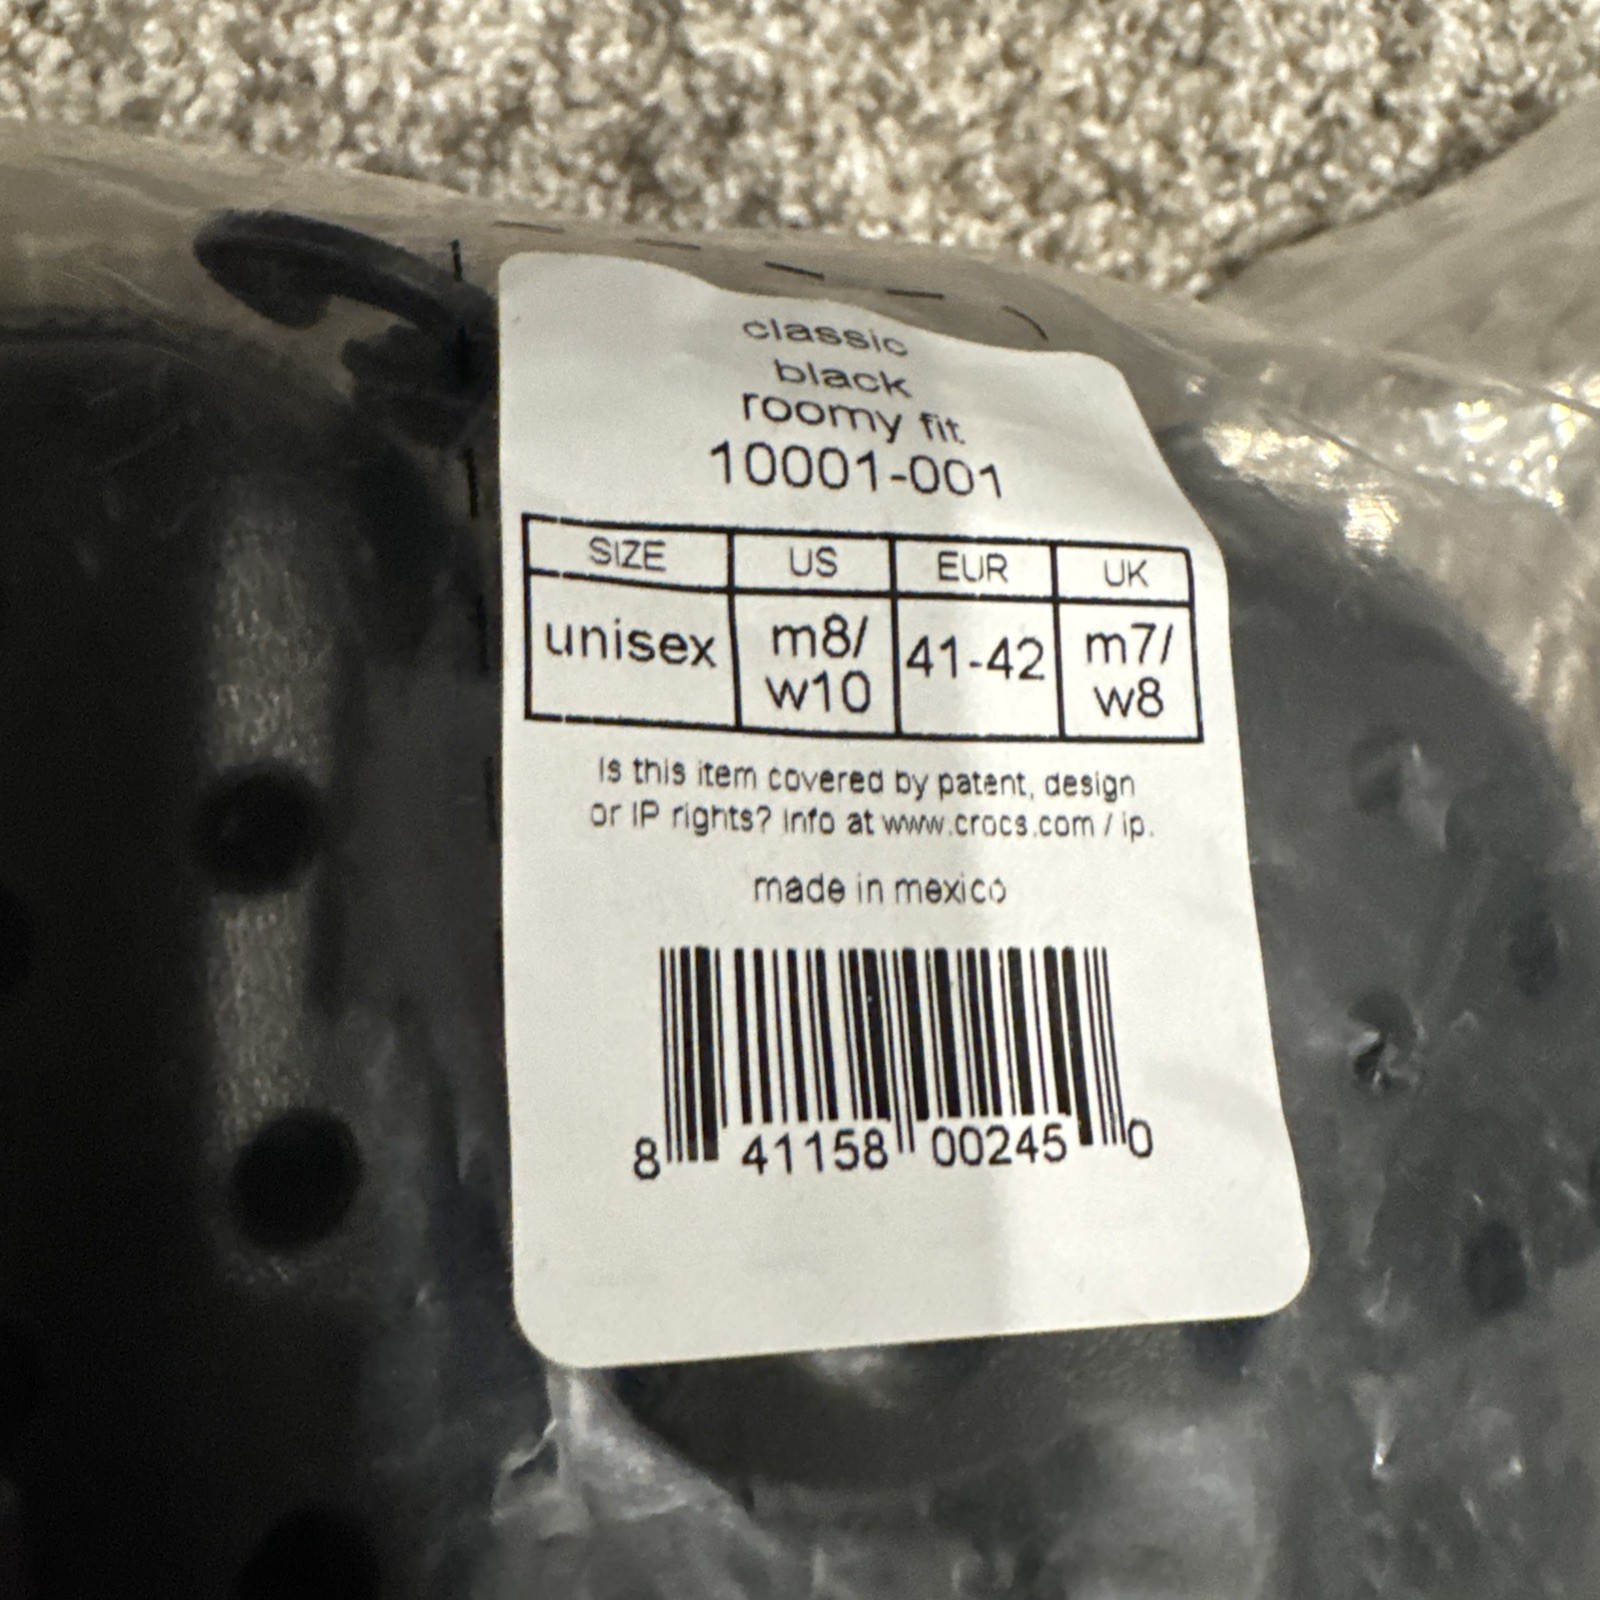 classic
black
roomy fit
10001-001
SIZE US EUR UK
unisex m8/ 41-42 m7/
w10 w8
Is this item covered by patent, design
or IP rights? Info at www.crocs.com / ip.
made in mexico
8 41158 00245 0